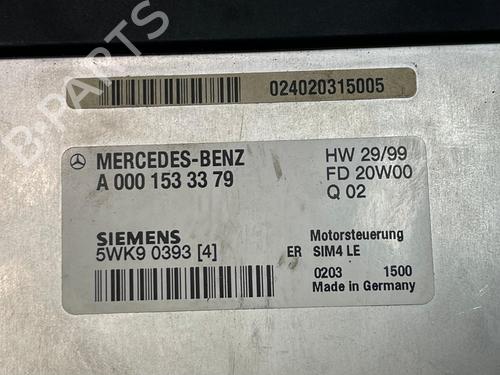 024020315005
MERCEDES-BENZ
A 000 153 33 79
HW 29/99
FD 20W00
Q 02
SIEMENS
5WK9 0393 [4]
Motorsteuerung
ER SIM4 LE
0203 1500
Made in Germany
B-PARTS